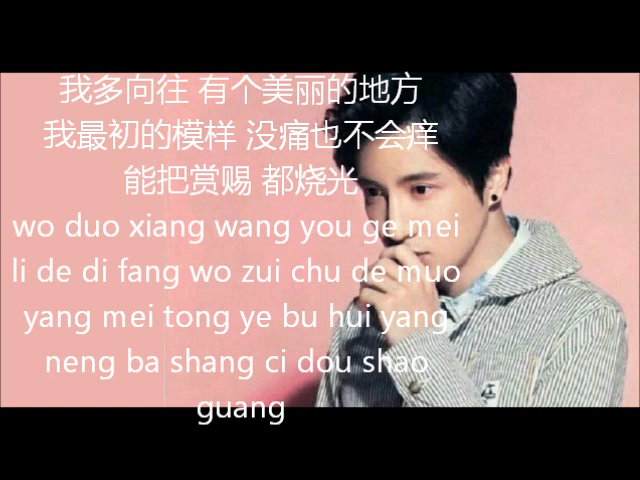 我多向往 有个美丽的地方
我最初的模样 没痛也不会痒
能把赏赐 都烧光
wo duo xiang wang you ge mei
li de di fang wo zui chu de muo
yang mei tong ye bu hui yang
neng ba shang ci dou shao
guang